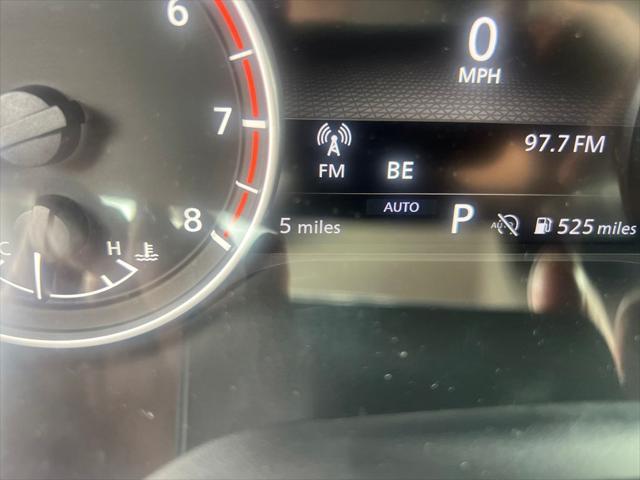 6
7
8
C H E
0
MPH
97.7 FM
FM BE
AUTO
5 miles P 525 miles